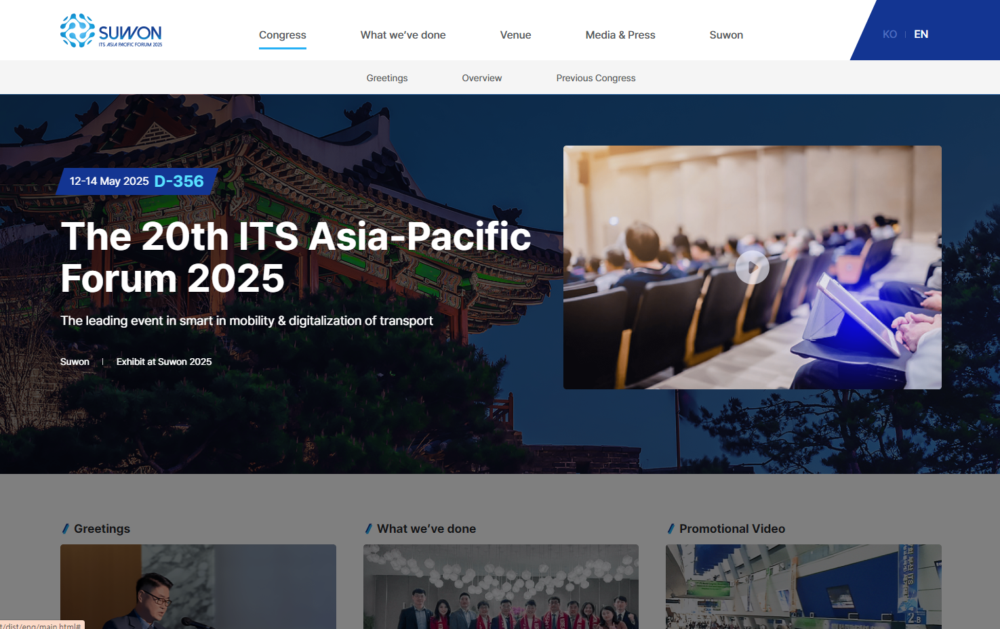 SUWON
ITS ASIA PACIFIC FORUM 2025
Congress
What we've done
Venue
Media & Press
Suwon
KO
EN
Greetings
Overview
Previous Congress
12-14 May 2025 D-356
The 20th ITS Asia-Pacific
Forum 2025
The leading event in smart in mobility & digitalization of transport
Suwon
Exhibit at Suwon 2025
Greetings
What we've done
Promotional Video
ITS
2-B
t/dist/eng/main.html#